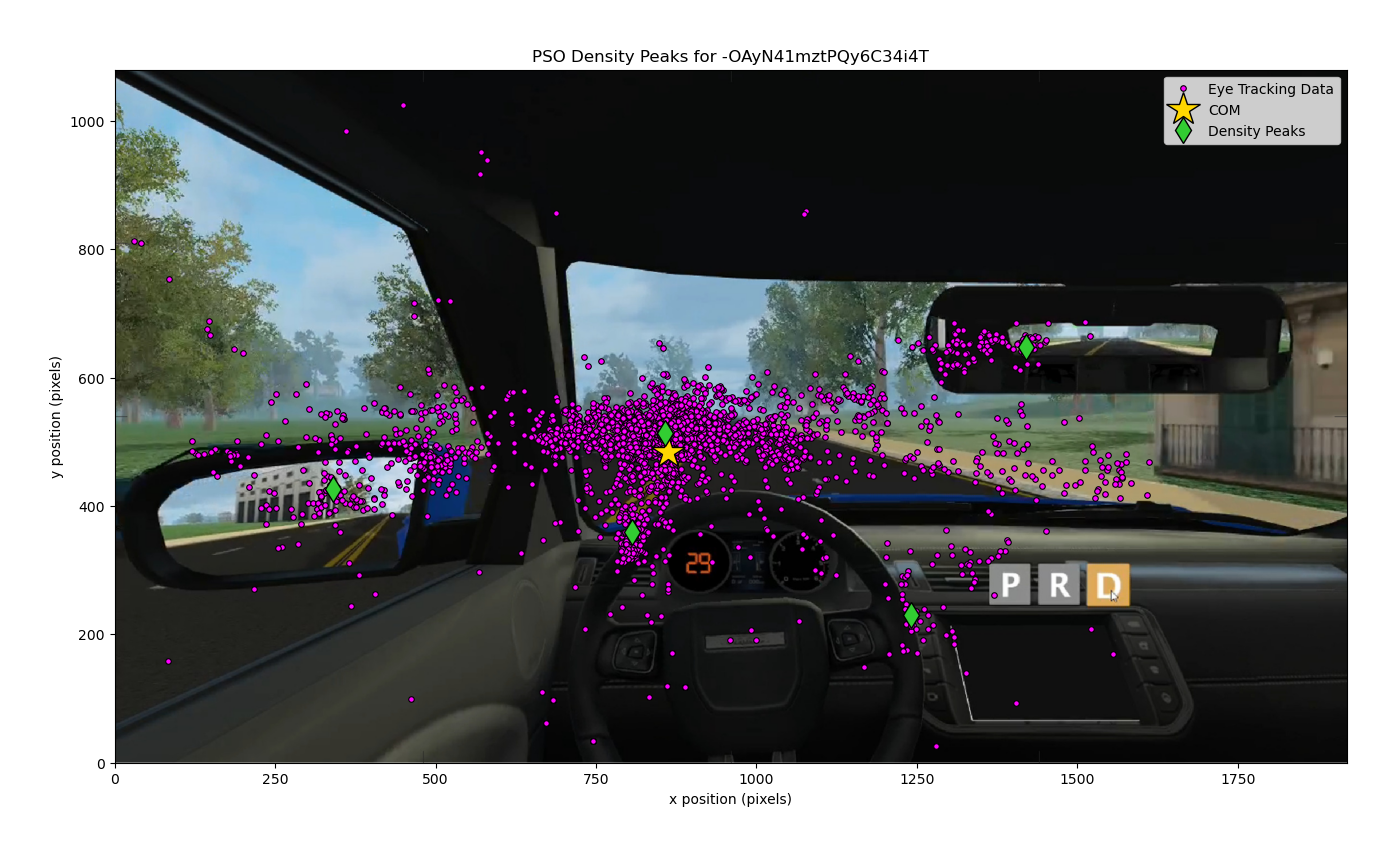 PSO Density Peaks for -OAyN41mztPQy6C34i4T
Eye Tracking Data
COM
Density Peaks
y position (pixels)
1000
800
600
400
200
0
29
P R D
0 250 500 750 1000 1250 1500 1750
x position (pixels)